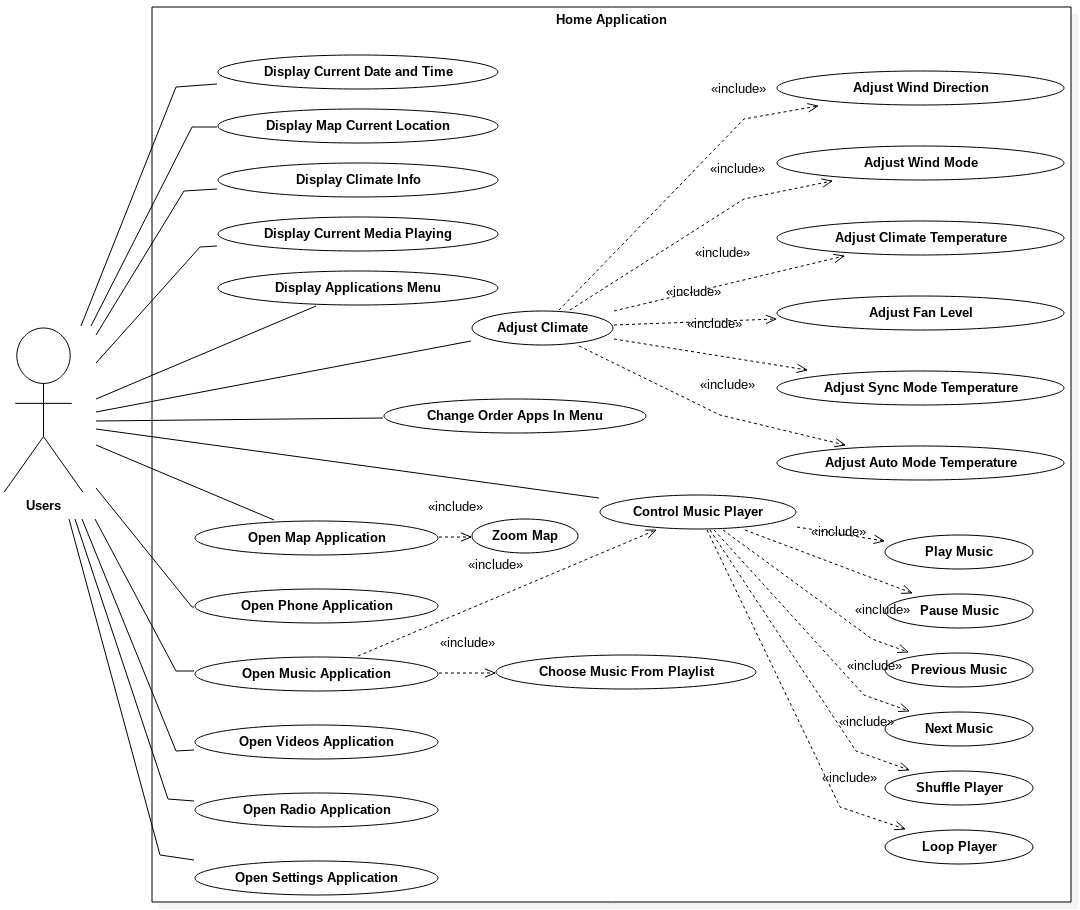 Home Application
Display Current Date and Time
«include»
Adjust Wind Direction
Display Map Current Location
«include»
Adjust Wind Mode
Display Climate Info
Display Current Media Playing
«include»
Adjust Climate Temperature
Display Applications Menu
«include»
Adjust Climate
«include»
Adjust Fan Level
«include»
Adjust Sync Mode Temperature
Change Order Apps In Menu
Adjust Auto Mode Temperature
Users
«include»
Control Music Player
«include»
Open Map Application
Zoom Map
Play Music
«include»
Open Phone Application
«include»
Pause Music
«include»
Open Music Application
Choose Music From Playlist
«include»
Previous Music
«include»
Next Music
Open Videos Application
«include»
Shuffle Player
Open Radio Application
Loop Player
Open Settings Application